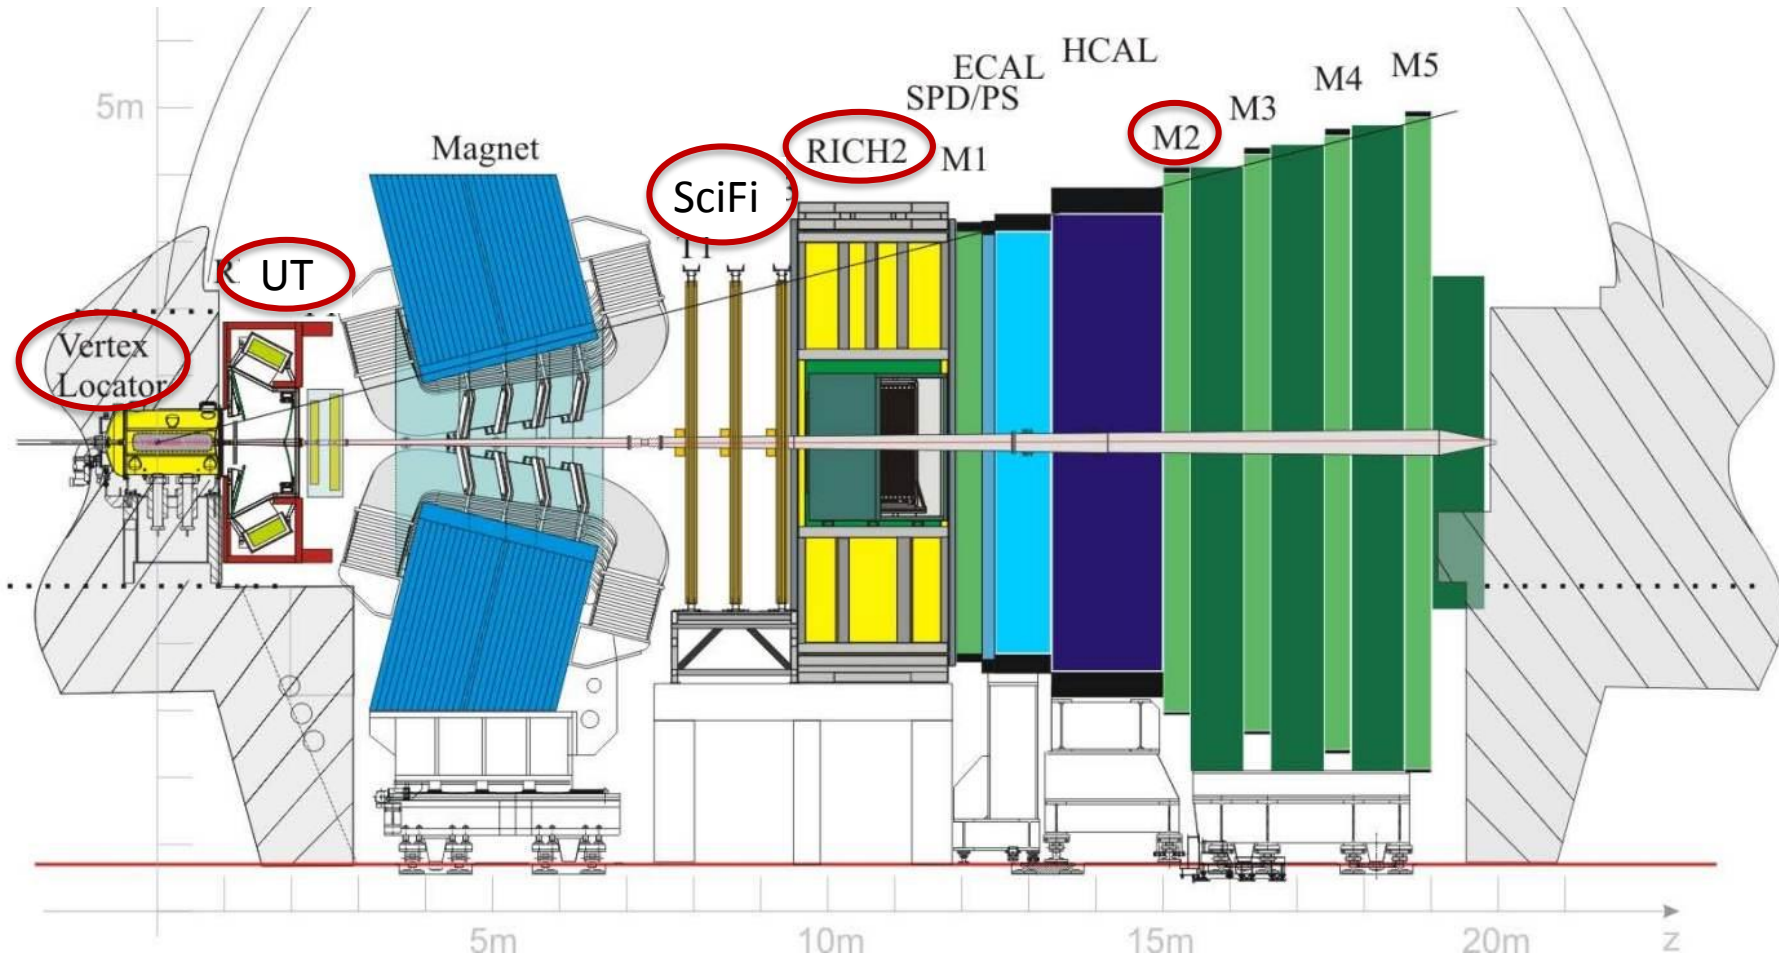 HCAL
ECAL
M5
M4
SPD/PS
M3
5m
M2
Magnet
RICH2
M1
SciFi
T1
R
UT
Vertex
Locator
5m
10m
15m
20m
z